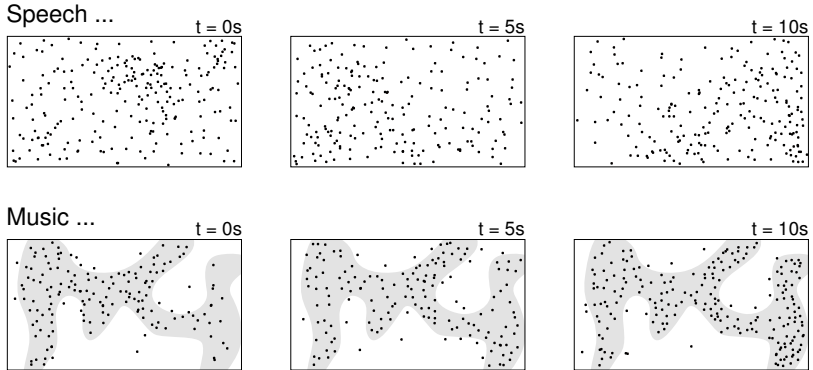 Speech ...
t = 0s
t = 5s
t = 10s
Music ...
t = 0s
t = 5s
t = 10s